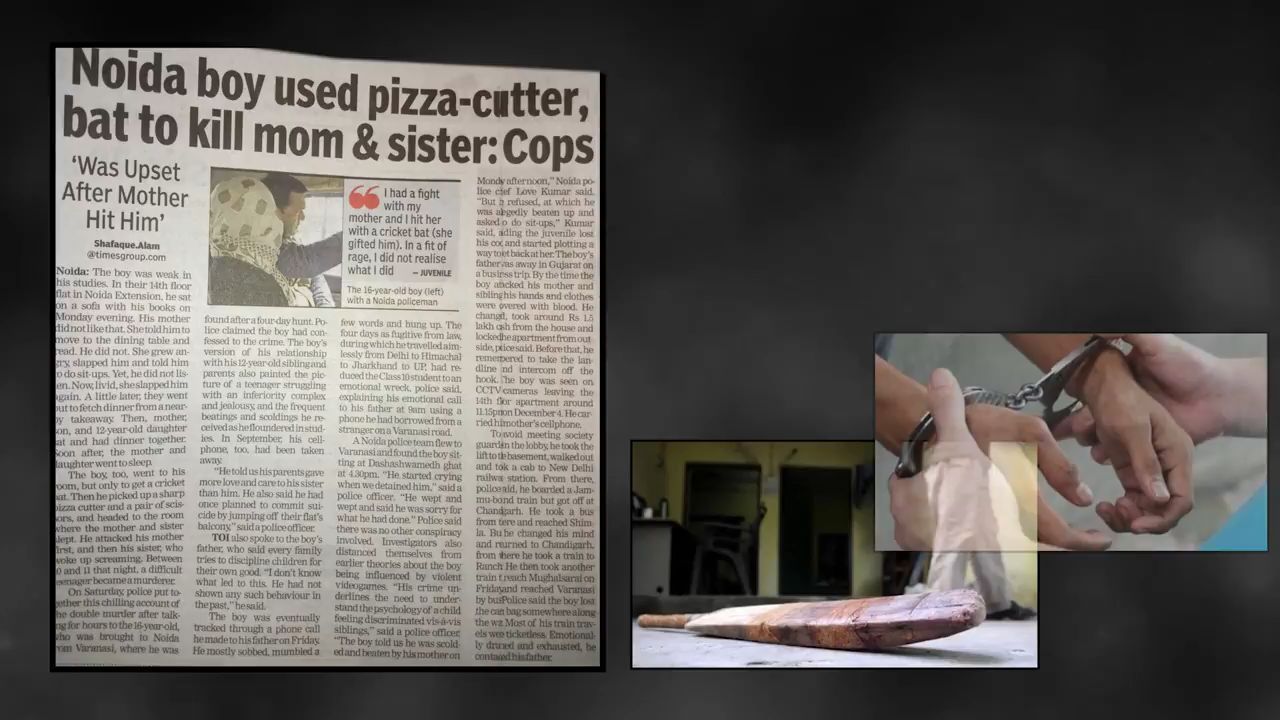 Noida boy used pizza-cutter,
bat to kill mom & sister: Cops
‘Was Upset
After Mother
Hit Him’
Shafaque.Alam
@timesgroup.com
Noida: The boy was weak in
his studies. In their 14th floor
flat in Noida Extension, he sat
on a sofa with his books on
Monday evening. His mother
did not like that. She told him to
move to the dining table and
read. He did not. She grew an-
gry, slapped him and told him
to do sit-ups. Yet, he did not lis-
en. Now, livid, she slapped him
again. A little later, they went
out to fetch dinner from a near-
by takeaway. Then, mother,
son, and 12-year-old daughter
sat and had dinner together.
Soon after, the mother and
daughter went to sleep.
The boy, too, went to his
room, but only to get a cricket
bat. Then he picked up a sharp
pizza cutter and a pair of scis-
sors, and headed to the room
where the mother and sister
slept. He attacked his mother
first, and then his sister, who
woke up screaming. Between
and 11 that night, a difficult
teenager became a murderer.
On Saturday, police put to-
gether this chilling account of
the double murder after talk-
ing for hours to the 16-year-old,
who was brought to Noida
from Varanasi, where he was
I had a fight
with my
mother and I hit her
with a cricket bat (she
gifted him). In a fit of
rage, I did not realise
what I did — JUVENILE
The 16-year-old boy (left)
with a Noida policeman
found after a four-day hunt. Po-
lice claimed the boy had con-
fessed to the crime. The boy's
version of his relationship
with his 12-year-old sibling and
parents also painted the pic-
ture of a teenager struggling
with an inferiority complex
and jealousy, and the frequent
beatings and scoldings he re-
ceived as he floundered in stud-
ies. In September, his cell-
phone, too, had been taken
away.
“He told us his parents gave
more love and care to his sister
than him. He also said he had
once planned to commit sui-
cide by jumping off their flat's
balcony,” said a police officer.
TOI also spoke to the boy's
father, who said every family
tries to discipline children for
their own good. “I don't know
what led to this. He had not
shown any such behaviour in
the past,” he said.
The boy was eventually
tracked through a phone call
he made to his father on Friday.
He mostly sobbed, mumbled a
few words and hung up. The
four days as fugitive from law,
during which he travelled aim-
lessly from Delhi to Himachal
to Jharkhand to UP, had re-
duced the Class 10 student to an
emotional wreck, police said,
explaining his emotional call
to his father at 9am using a
phone he had borrowed from a
stranger on a Varanasi road.
A Noida police team flew to
Varanasi and found the boy sit-
ting at Dashashwamedh ghat
at 4.30pm. “He started crying
when we detained him,” said a
police officer. “He wept and
wept and said he was sorry for
what he had done.” Police said
there was no other conspiracy
involved. Investigators also
distanced themselves from
earlier theories about the boy
being influenced by violent
videogames. “His crime un-
derlines the need to under-
stand the psychology of a child
feeling discriminated vis-à-vis
siblings,” said a police officer.
“The boy told us he was scold-
ed and beaten by his mother on
Monday afternoon,” Noida po-
lice chief Love Kumar said.
“But refused, at which he
was allegedly beaten up and
asked to do sit-ups,” Kumar
said, adding the juvenile lost
his cool and started plotting a
way to get back at her. The boy's
father was away in Gujarat on
a business trip. By the time the
boy attacked his mother and
sibling his hands and clothes
were covered with blood. He
changed, took around Rs 1.5
lakh cash from the house and
locked the apartment from out-
side, police said. Before that, he
remembered to take the lan-
dline and intercom off the
hook. The boy was seen on
CCTV cameras leaving the
14th floor apartment around
11.15pm on December 4. He car-
ried his mother's cellphone.
To avoid meeting society
guards in the lobby, he took the
lift to the basement, walked out
and took a cab to New Delhi
railway station. From there,
police said, he boarded a Jam-
mu-bound train but got off at
Chandigarh. He took a bus
from there and reached Shim-
la. But he changed his mind
and returned to Chandigarh,
from where he took a train to
Ranchi. He then took another
train to reach Mughalsarai on
Friday and reached Varanasi
by bus. Police said the boy lost
the cash bag somewhere along
the way. Most of his train trav-
els were ticketless. Emotional-
ly drained and exhausted, he
contacted his father.